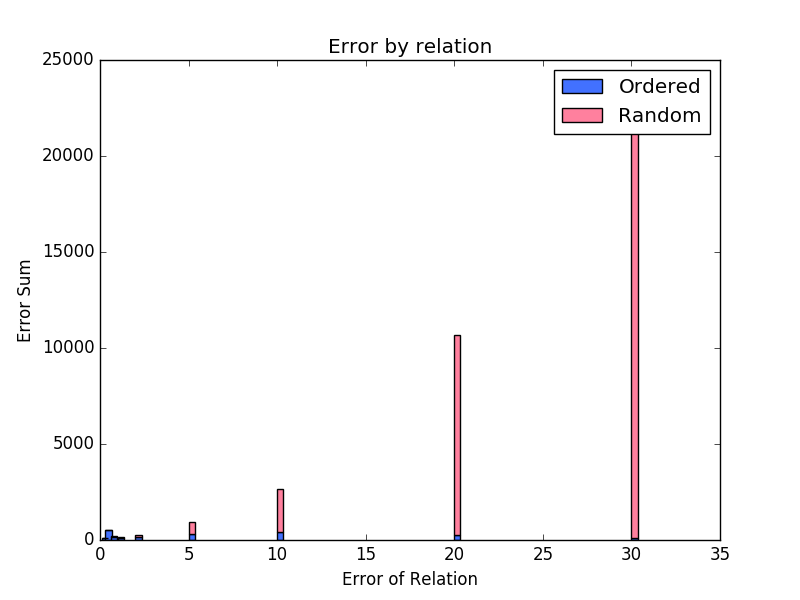 Error by relation
25000
20000
15000
10000
5000
0
Error Sum
Ordered
Random
0 5 10 15 20 25 30 35
Error of Relation